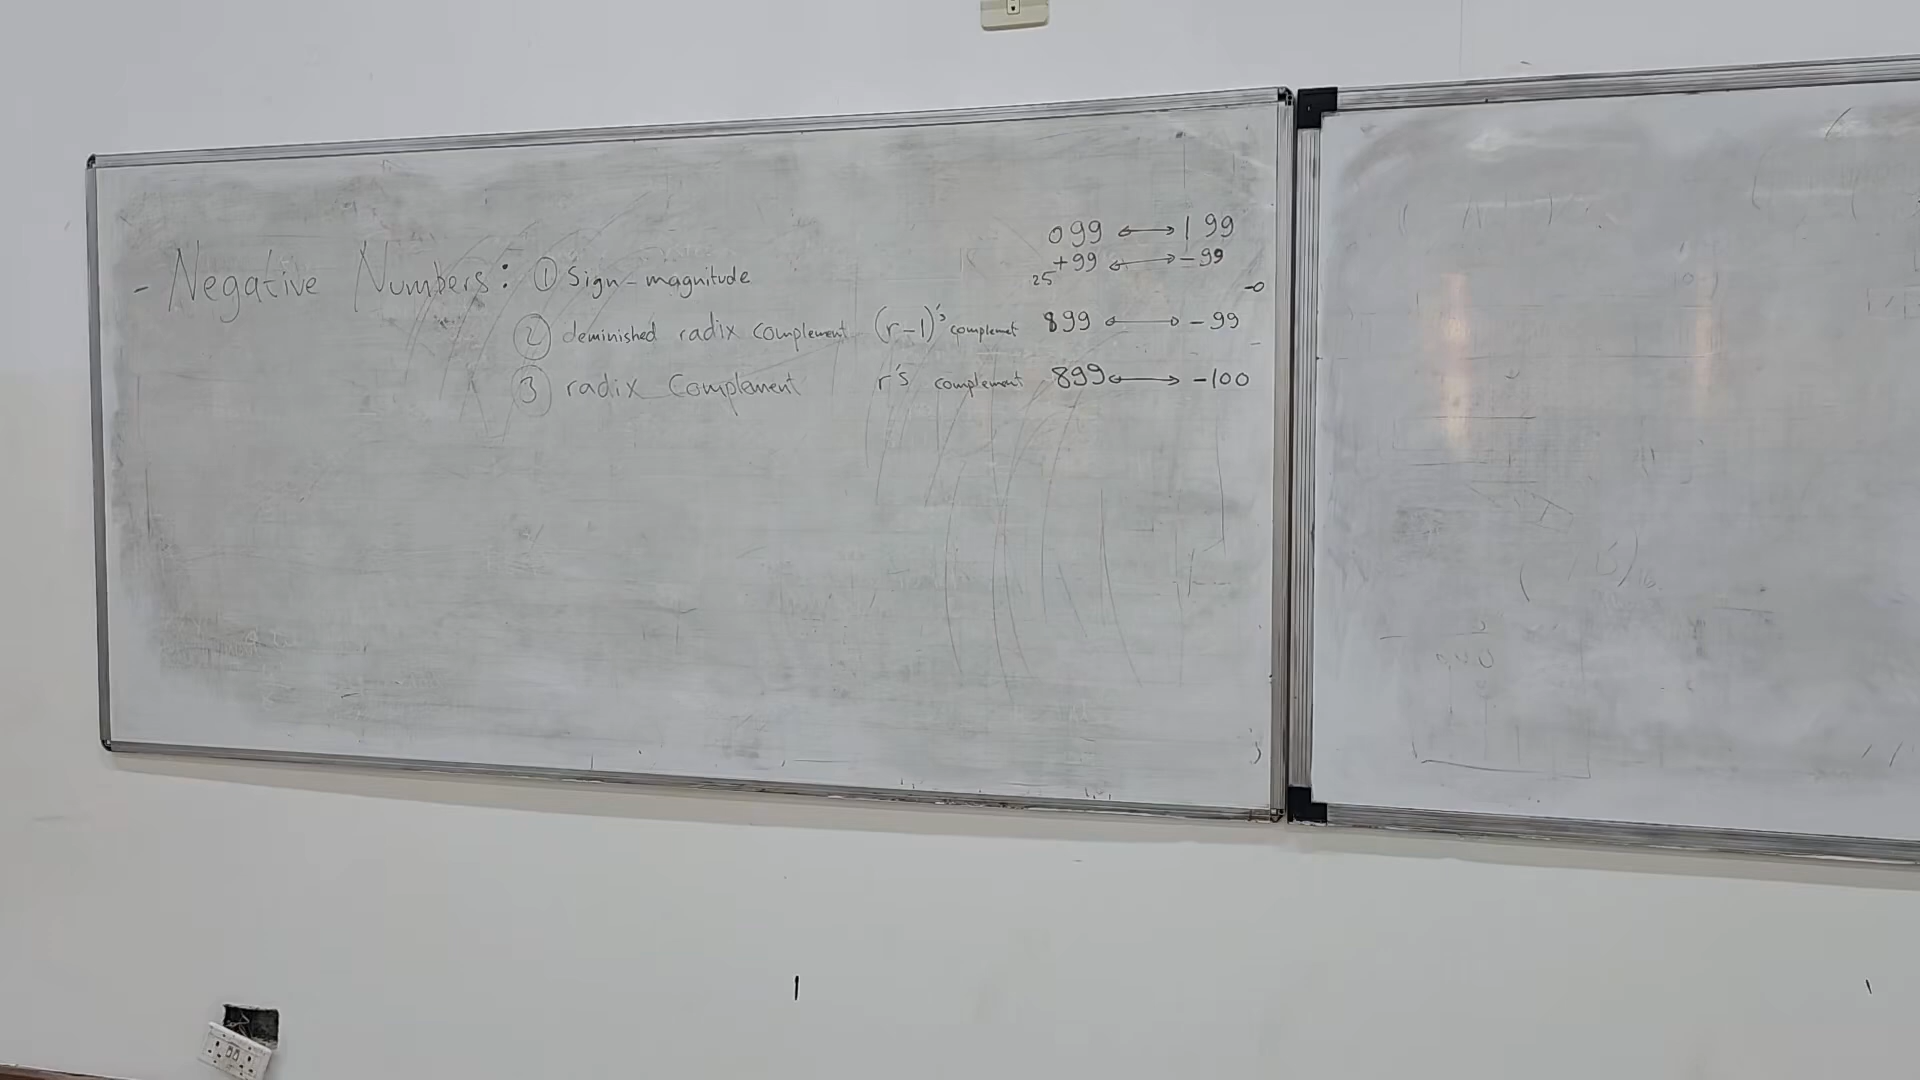 099 ↔ 199
- Negative Numbers: ① Sign-magnitude +99 ↔ -99
25
-0
② deminished radix complement (r-1)'s complemet 899 ↔ -99
③ radix Complement r's complement 899 ↔ -100